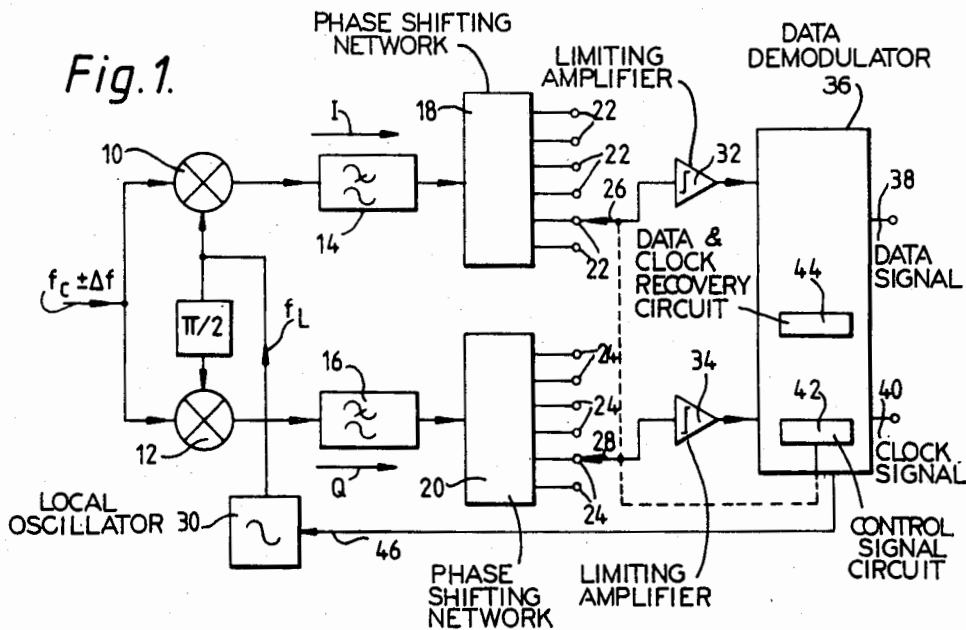 Fig.1.
PHASE SHIFTING
NETWORK
LIMITING
AMPLIFIER
DATA
DEMODULATOR
36
10
I
14
18
22
22
22
22
26
32
38
DATA SIGNAL
DATA &
CLOCK
RECOVERY
CIRCUIT
44
fc ±Δf
π/2
fL
12
16
Q
20
24
24
24
24
28
34
42
40
CLOCK
SIGNAL
LOCAL
OSCILLATOR 30
46
PHASE
SHIFTING
NETWORK
LIMITING
AMPLIFIER
CONTROL
SIGNAL
CIRCUIT